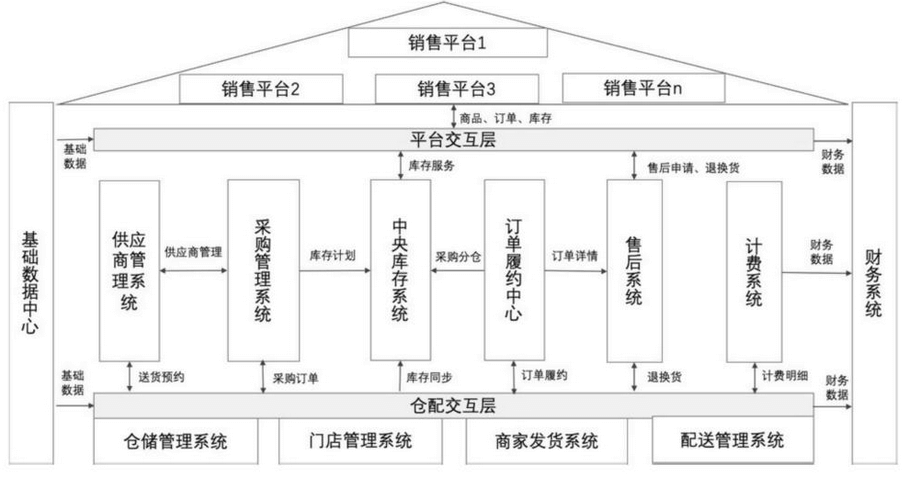 销售平台1
销售平台2
销售平台3
销售平台n
商品、订单、库存
平台交互层
基础
数据
财务
数据
库存服务
售后申请、退换货
基础数据中心
供应
商管
理系
统
供应商管理
采购管理系统
库存计划
中央库存系统
采购分仓
订单履约中心
订单详情
售后系统
计费系统
财务
数据
财务系统
基础
数据
送货预约
采购订单
库存同步
订单履约
退换货
计费明细
财务
数据
仓配交互层
仓储管理系统
门店管理系统
商家发货系统
配送管理系统